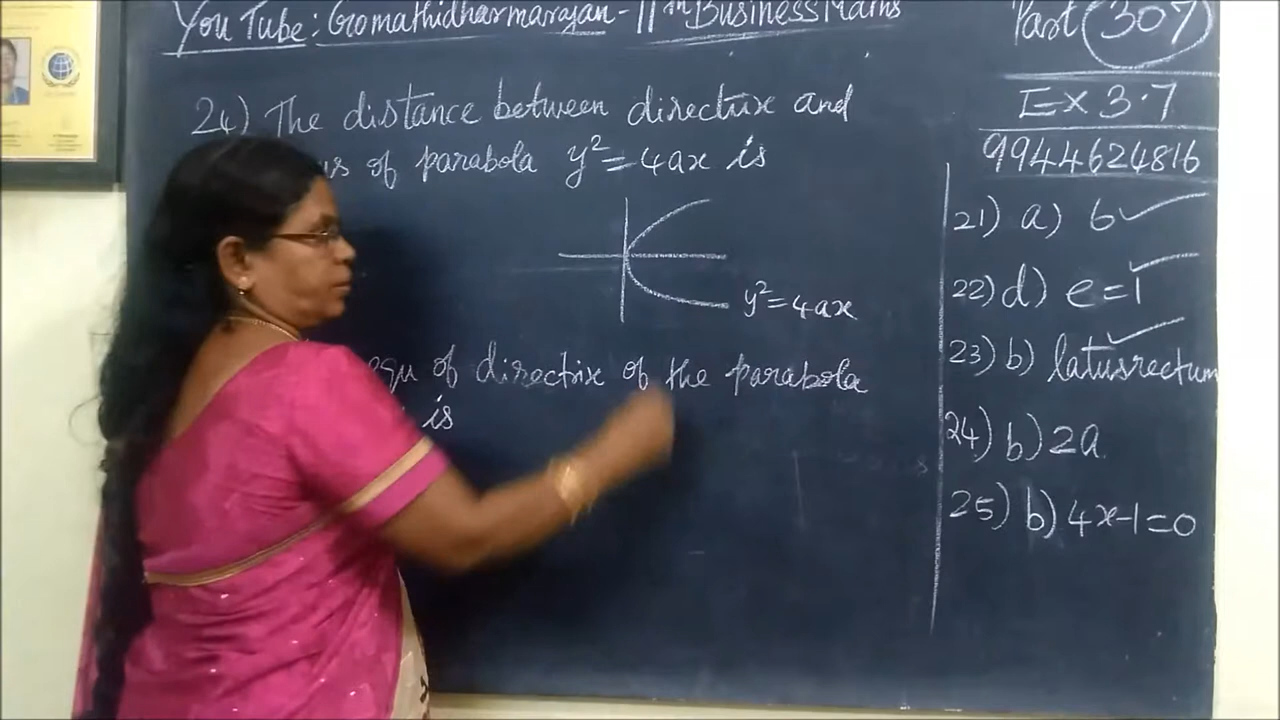 You Tube: Gomathidharmarajan - 11th Business Maths
Part 307
Ex 3.7
9944624816
24) The distance between directrix and
of parabola y²=4ax is
y²=4ax
equ of directrix of the parabola
is
21) a) 6
22) d) e=1
23) b) latusrectum
24) b) 2a
25) b) 4x-1=0